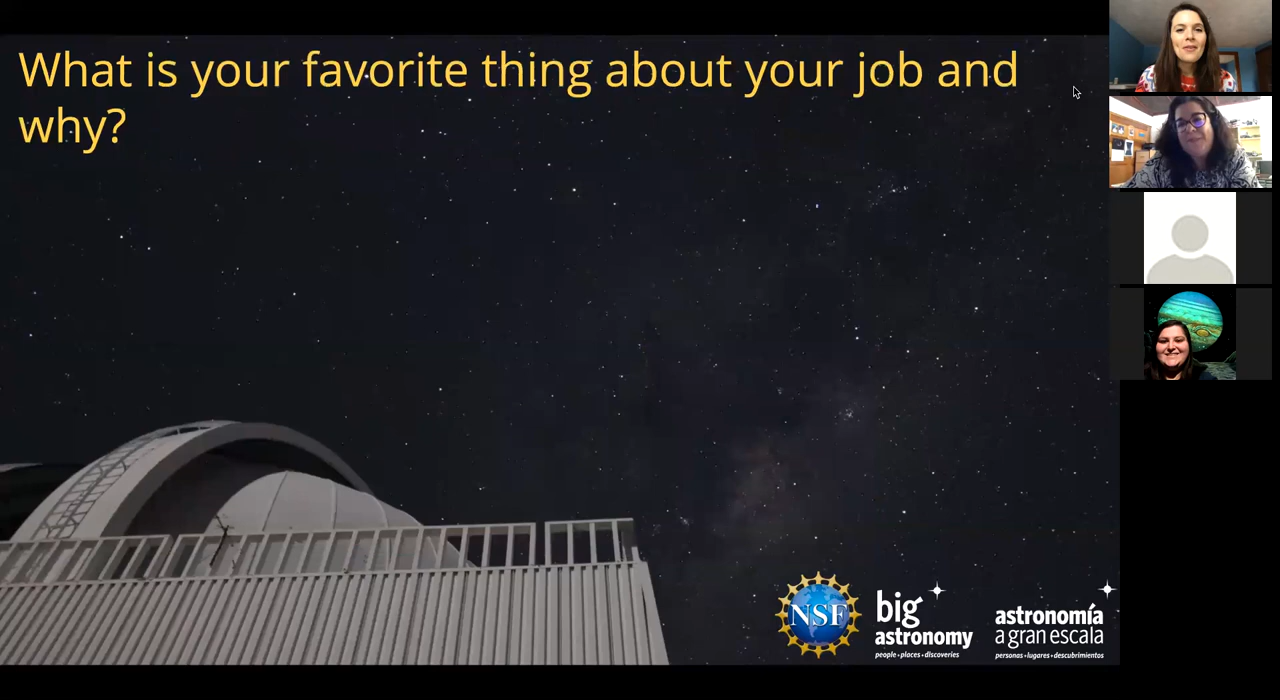 What is your favorite thing about your job and
why?
NSF
big
astronomy
people • places • discoveries
astronomía
a gran escala
personas • lugares • descubrimientos